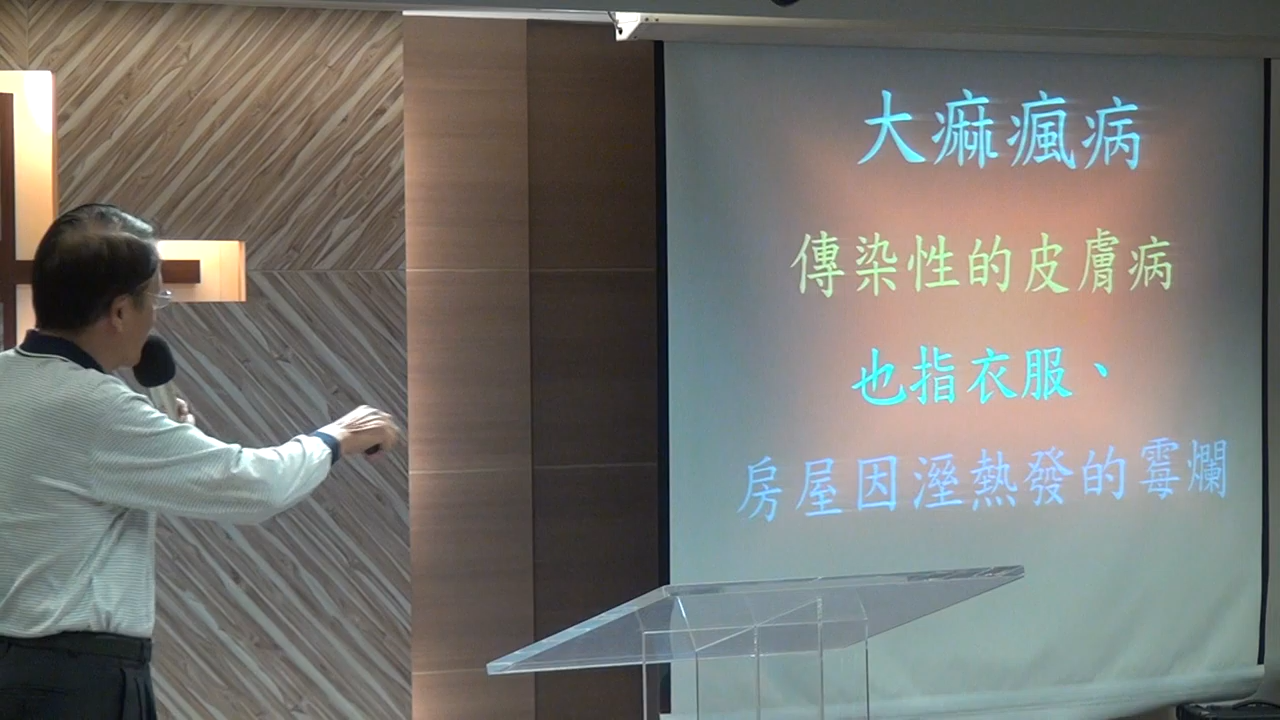 大痲瘋病
傳染性的皮膚病
也指衣服、
房屋因溼熱發的霉爛